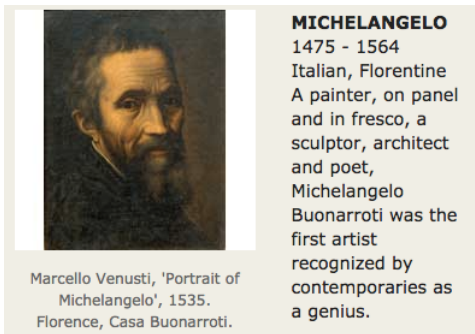 MICHELANGELO
1475 - 1564
Italian, Florentine
A painter, on panel
and in fresco, a
sculptor, architect
and poet,
Michelangelo
Buonarroti was the
first artist
recognized by
contemporaries as
a genius.
Marcello Venusti, 'Portrait of
Michelangelo', 1535.
Florence, Casa Buonarroti.